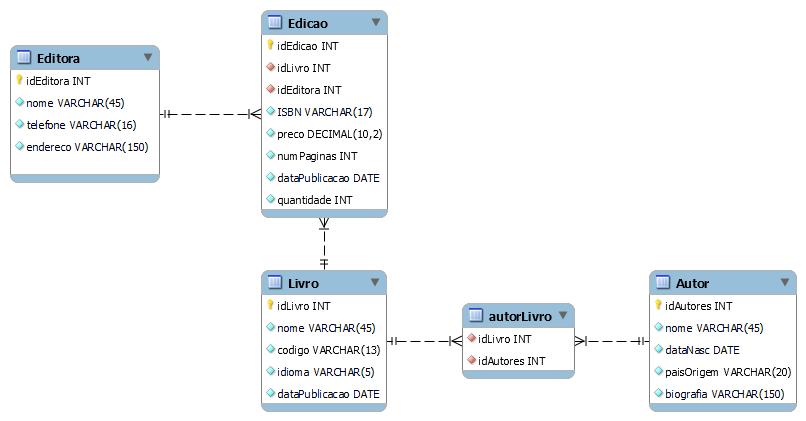 Editora
idEditora INT
nome VARCHAR(45)
telefone VARCHAR(16)
endereco VARCHAR(150)
Edicao
idEdicao INT
idLivro INT
idEditora INT
ISBN VARCHAR(17)
preco DECIMAL(10,2)
numPaginas INT
dataPublicacao DATE
quantidade INT
Livro
idLivro INT
nome VARCHAR(45)
codigo VARCHAR(13)
idioma VARCHAR(5)
dataPublicacao DATE
autorLivro
idLivro INT
idAutores INT
Autor
idAutores INT
nome VARCHAR(45)
dataNasc DATE
paisOrigem VARCHAR(20)
biografia VARCHAR(150)